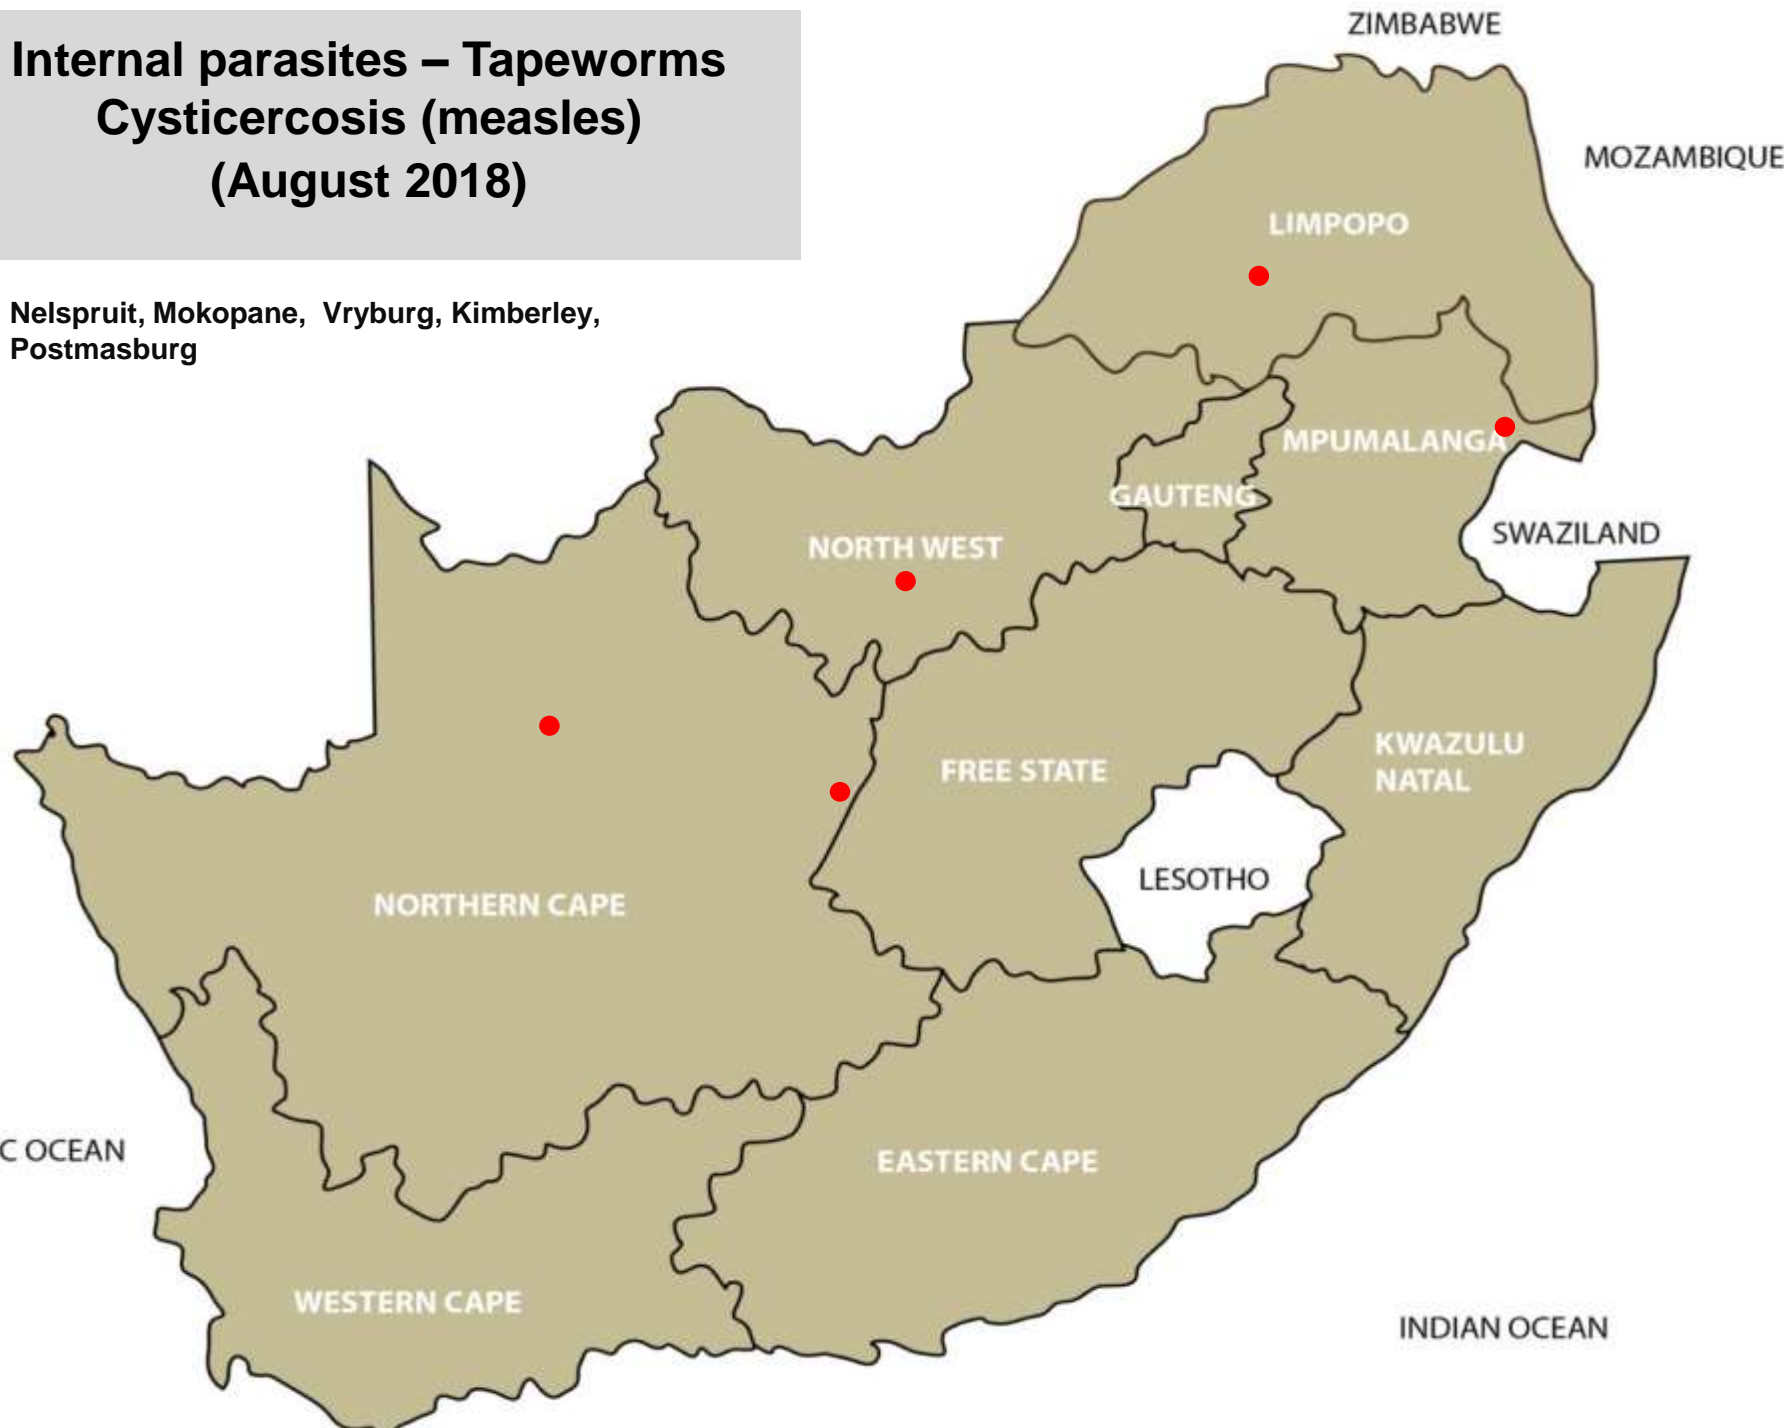 Internal parasites – Tapeworms
Cysticercosis (measles)
(August 2018)
Nelspruit, Mokopane,  Vryburg, Kimberley,
Postmasburg
ZIMBABWE
MOZAMBIQUE
LIMPOPO
MPUMALANGA
GAUTENG
SWAZILAND
NORTH WEST
KWAZULU
NATAL
FREE STATE
LESOTHO
NORTHERN CAPE
C OCEAN
EASTERN CAPE
WESTERN CAPE
INDIAN OCEAN